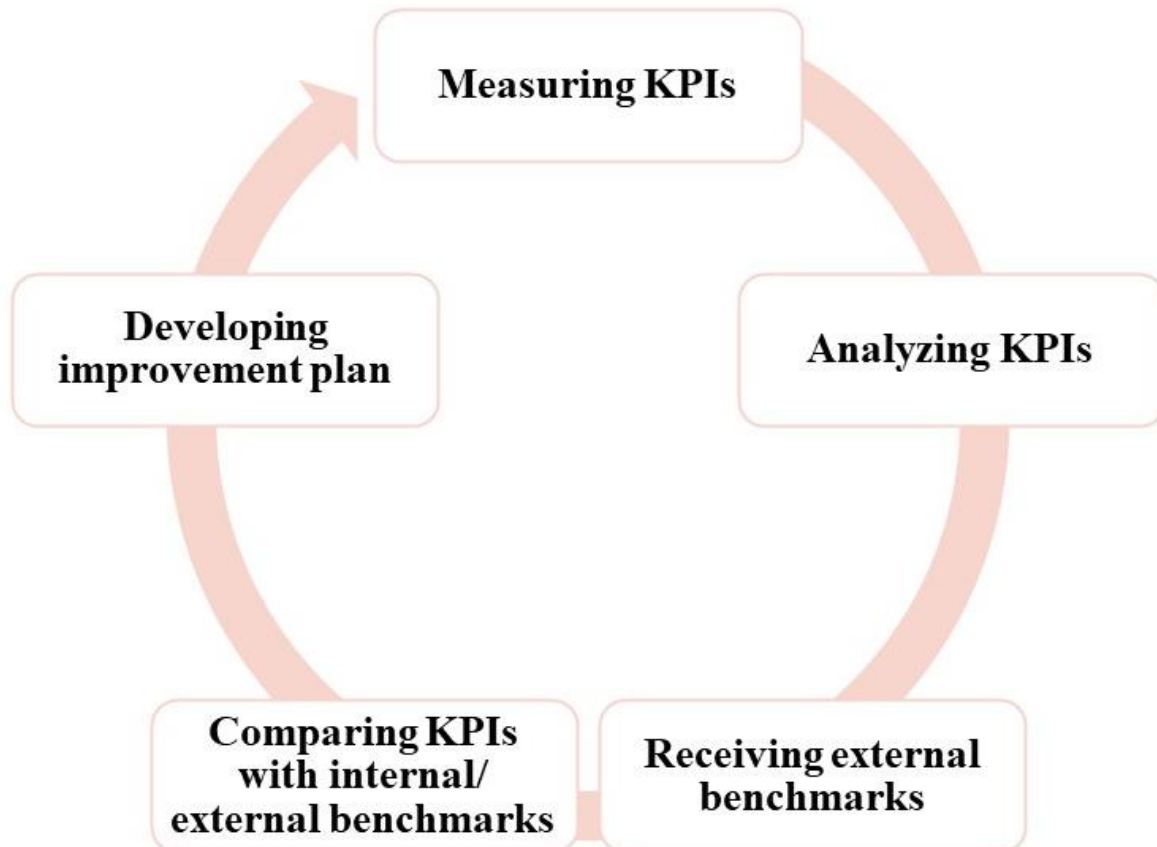 Measuring KPIs
Analyzing KPIs
Receiving external
benchmarks
Comparing KPIs
with internal/
external benchmarks
Developing
improvement plan